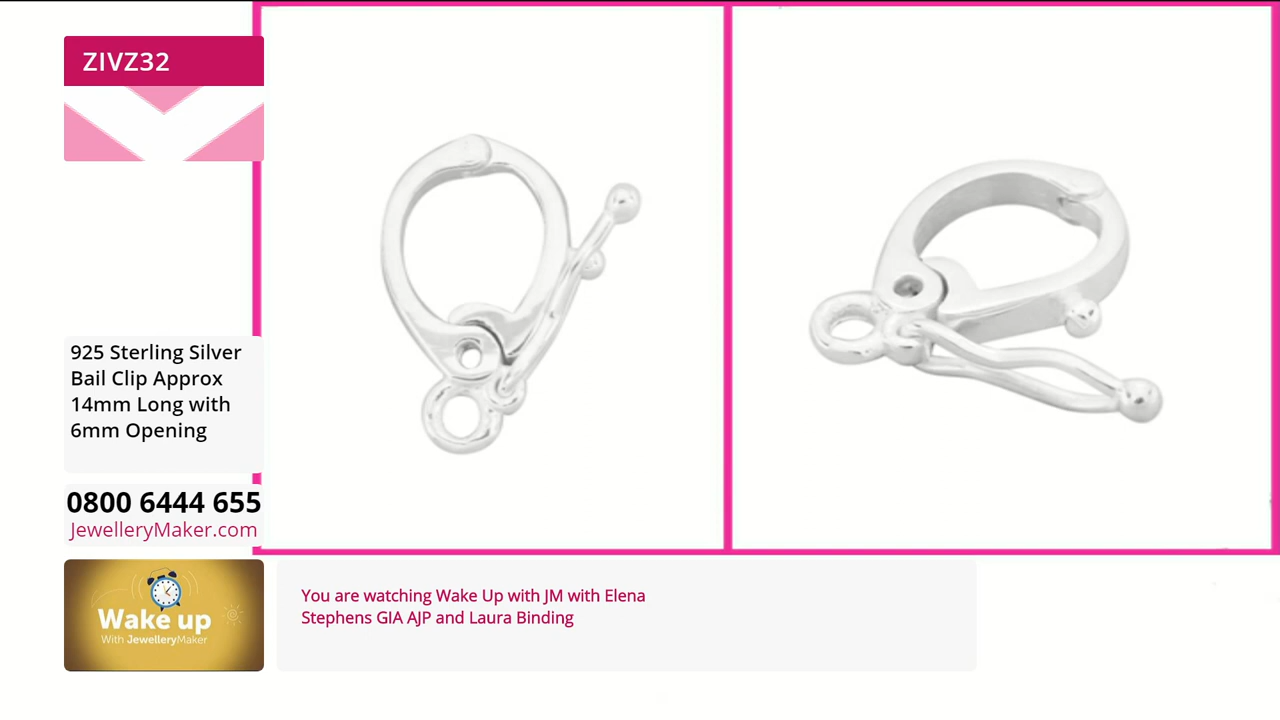 ZIVZ32
925 Sterling Silver
Bail Clip Approx
14mm Long with
6mm Opening
0800 6444 655
JewelleryMaker.com
Wake up
With JewelleryMaker
You are watching Wake Up with JM with Elena
Stephens GIA AJP and Laura Binding